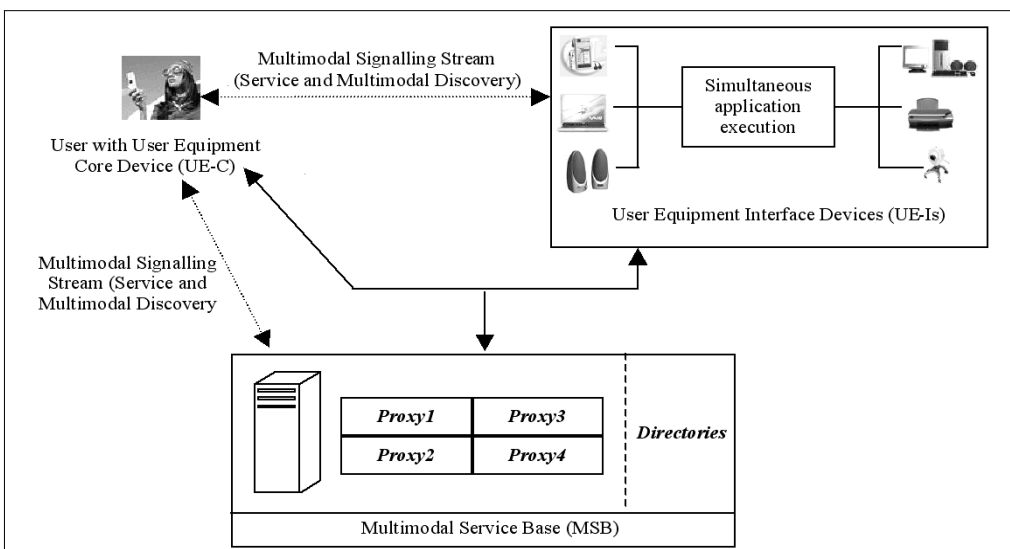 Multimodal Signalling Stream
(Service and Multimodal Discovery)
User with User Equipment
Core Device (UE-C)
Simultaneous
application
execution
User Equipment Interface Devices (UE-Is)
Multimodal Signalling
Stream (Service and
Multimodal Discovery
Proxy1
Proxy3
Proxy2
Proxy4
Directories
Multimodal Service Base (MSB)